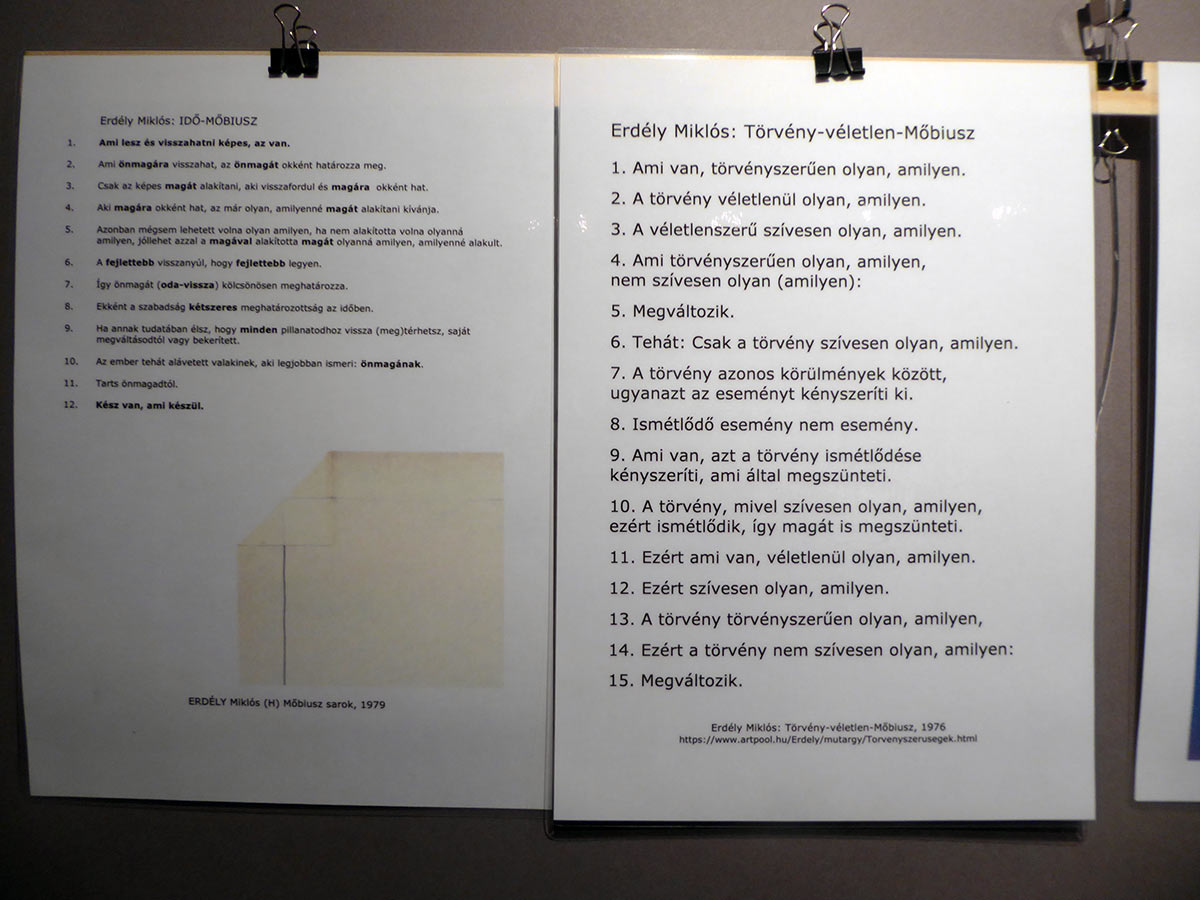 Erdély Miklós: IDŐ-MŐBIUSZ
1. Ami lesz és visszahatni képes, az van.
2. Ami önmagára visszahat, az önmagát okként határozza meg.
3. Csak az képes magát alakítani, aki visszafordul és magára okként hat.
4. Aki magára okként hat, az már olyan, amilyenné magát alakítani kívánja.
5. Azonban mégsem lehetett volna olyan amilyen, ha nem alakította volna olyanná
amilyen, jóllehet azzal a magával alakította magát olyanná amilyen, amilyenné alakult.
6. A fejlettebb visszanyúl, hogy fejlettebb legyen.
7. Így önmagát (oda-vissza) kölcsönösen meghatározza.
8. Ekként a szabadság kétszeres meghatározottság az időben.
9. Ha annak tudatában élsz, hogy minden pillanatodhoz vissza (meg)térhetsz, saját
megváltásodtól vagy bekerített.
10. Az ember tehát alávetett valakinek, aki legjobban ismeri: önmagának.
11. Tarts önmagadtól.
12. Kész van, ami készül.
ERDÉLY Miklós (H) Mőbiusz sarok, 1979
Erdély Miklós: Törvény-véletlen-Mőbiusz
1. Ami van, törvényszerűen olyan, amilyen.
2. A törvény véletlenül olyan, amilyen.
3. A véletlenszerű szívesen olyan, amilyen.
4. Ami törvényszerűen olyan, amilyen,
nem szívesen olyan (amilyen):
5. Megváltozik.
6. Tehát: Csak a törvény szívesen olyan, amilyen.
7. A törvény azonos körülmények között,
ugyanazt az eseményt kényszeríti ki.
8. Ismétlődő esemény nem esemény.
9. Ami van, azt a törvény ismétlődése
kényszeríti, ami által megszünteti.
10. A törvény, mivel szívesen olyan, amilyen,
ezért ismétlődik, így magát is megszünteti.
11. Ezért ami van, véletlenül olyan, amilyen.
12. Ezért szívesen olyan, amilyen.
13. A törvény törvényszerűen olyan, amilyen,
14. Ezért a törvény nem szívesen olyan, amilyen:
15. Megváltozik.
Erdély Miklós: Törvény-véletlen-Mőbiusz, 1976
https://www.artpool.hu/Erdely/mutargy/Torvenyszerusegek.html